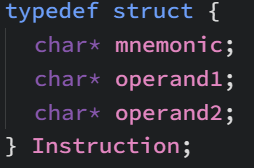 typedef struct {
char* mnemonic;
char* operand1;
char* operand2;
} Instruction;